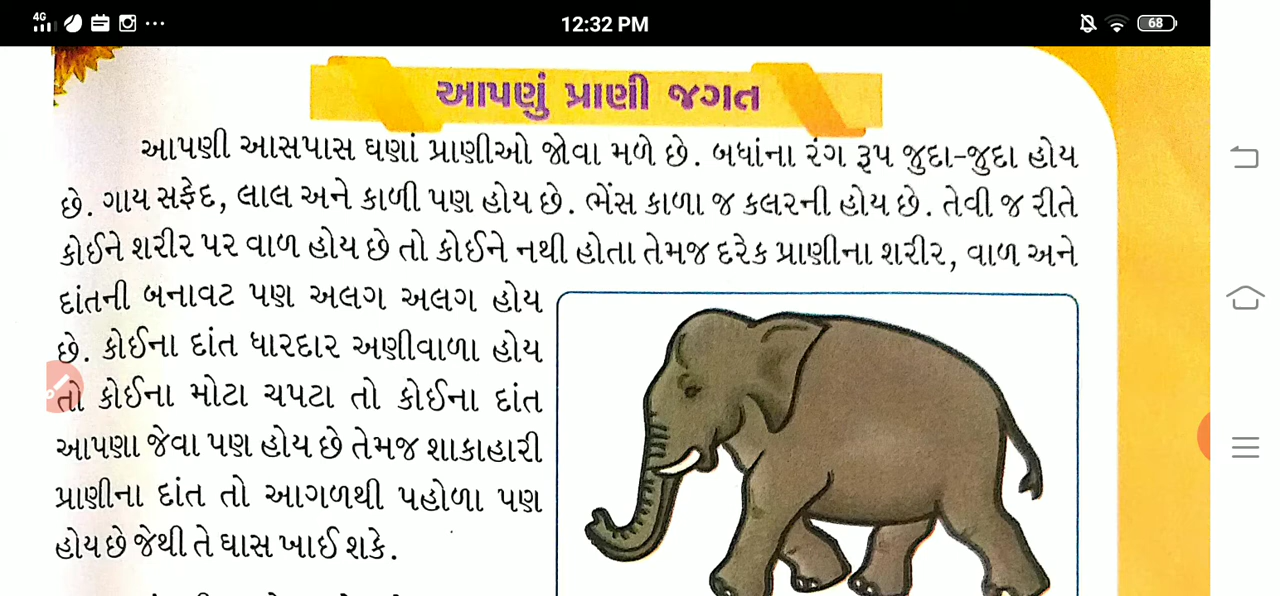 4G
12:32 PM
68
આપણું પ્રાણી જગત
આપણી આસપાસ ઘણાં પ્રાણીઓ જોવા મળે છે. બધાંના રંગ રૂપ જુદા-જુદા હોય
છે. ગાય સફેદ, લાલ અને કાળી પણ હોય છે. ભેંસ કાળા જ કલરની હોય છે. તેવી જ રીતે
કોઈને શરીર પર વાળ હોય છે તો કોઈને નથી હોતા તેમજ દરેક પ્રાણીના શરીર, વાળ અને
દાંતની બનાવટ પણ અલગ અલગ હોય
છે. કોઈના દાંત ધારદાર અણીવાળા હોય
તો કોઈના મોટા ચપટા તો કોઈના દાંત
આપણા જેવા પણ હોય છે તેમજ શાકાહારી
પ્રાણીના દાંત તો આગળથી પહોળા પણ
હોય છે જેથી તે ઘાસ ખાઈ શકે.